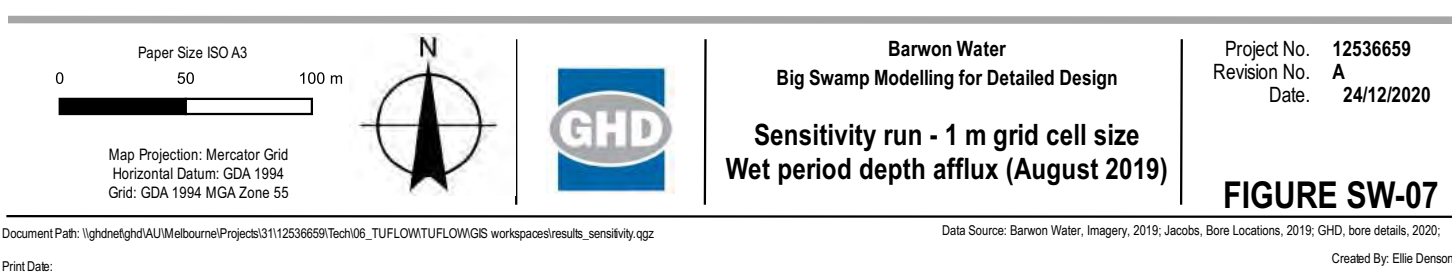 Paper Size ISO A3
0 50 100 m
Map Projection: Mercator Grid
Horizontal Datum: GDA 1994
Grid: GDA 1994 MGA Zone 55
N
GHD
Barwon Water
Big Swamp Modelling for Detailed Design
Sensitivity run - 1 m grid cell size
Wet period depth afflux (August 2019)
Project No. 12536659
Revision No. A
Date. 24/12/2020
FIGURE SW-07
Document Path: \\ghdnet\ghd\AU\Melbourne\Projects\31\12536659\Tech\06_TUFLOW\TUFLOW\GIS workspaces\results_sensitivity.qgz
Data Source: Barwon Water, Imagery, 2019; Jacobs, Bore Locations, 2019; GHD, bore details, 2020;
Created By: Ellie Denson
Print Date: